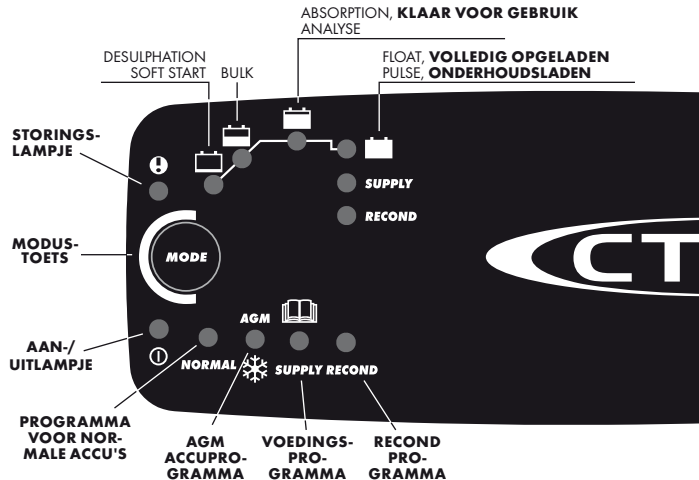 ABSORPTION, KLAAR VOOR GEBRUIK
ANALYSE
DESULPHATION
SOFT START
BULK
FLOAT, VOLLEDIG OPGELADEN
PULSE, ONDERHOUDSLADEN
STORINGS-
LAMPJE
SUPPLY
RECOND
MODUS-
TOETS
MODE
CT
AAN-/
UITLAMPJE
AGM
NORMAL
SUPPLY RECOND
PROGRAMMA
VOOR NOR-
MALE ACCU'S
AGM
ACCUPRO-
GRAMMA
VOEDINGS-
PRO-
GRAMMA
RECOND
PRO-
GRAMMA